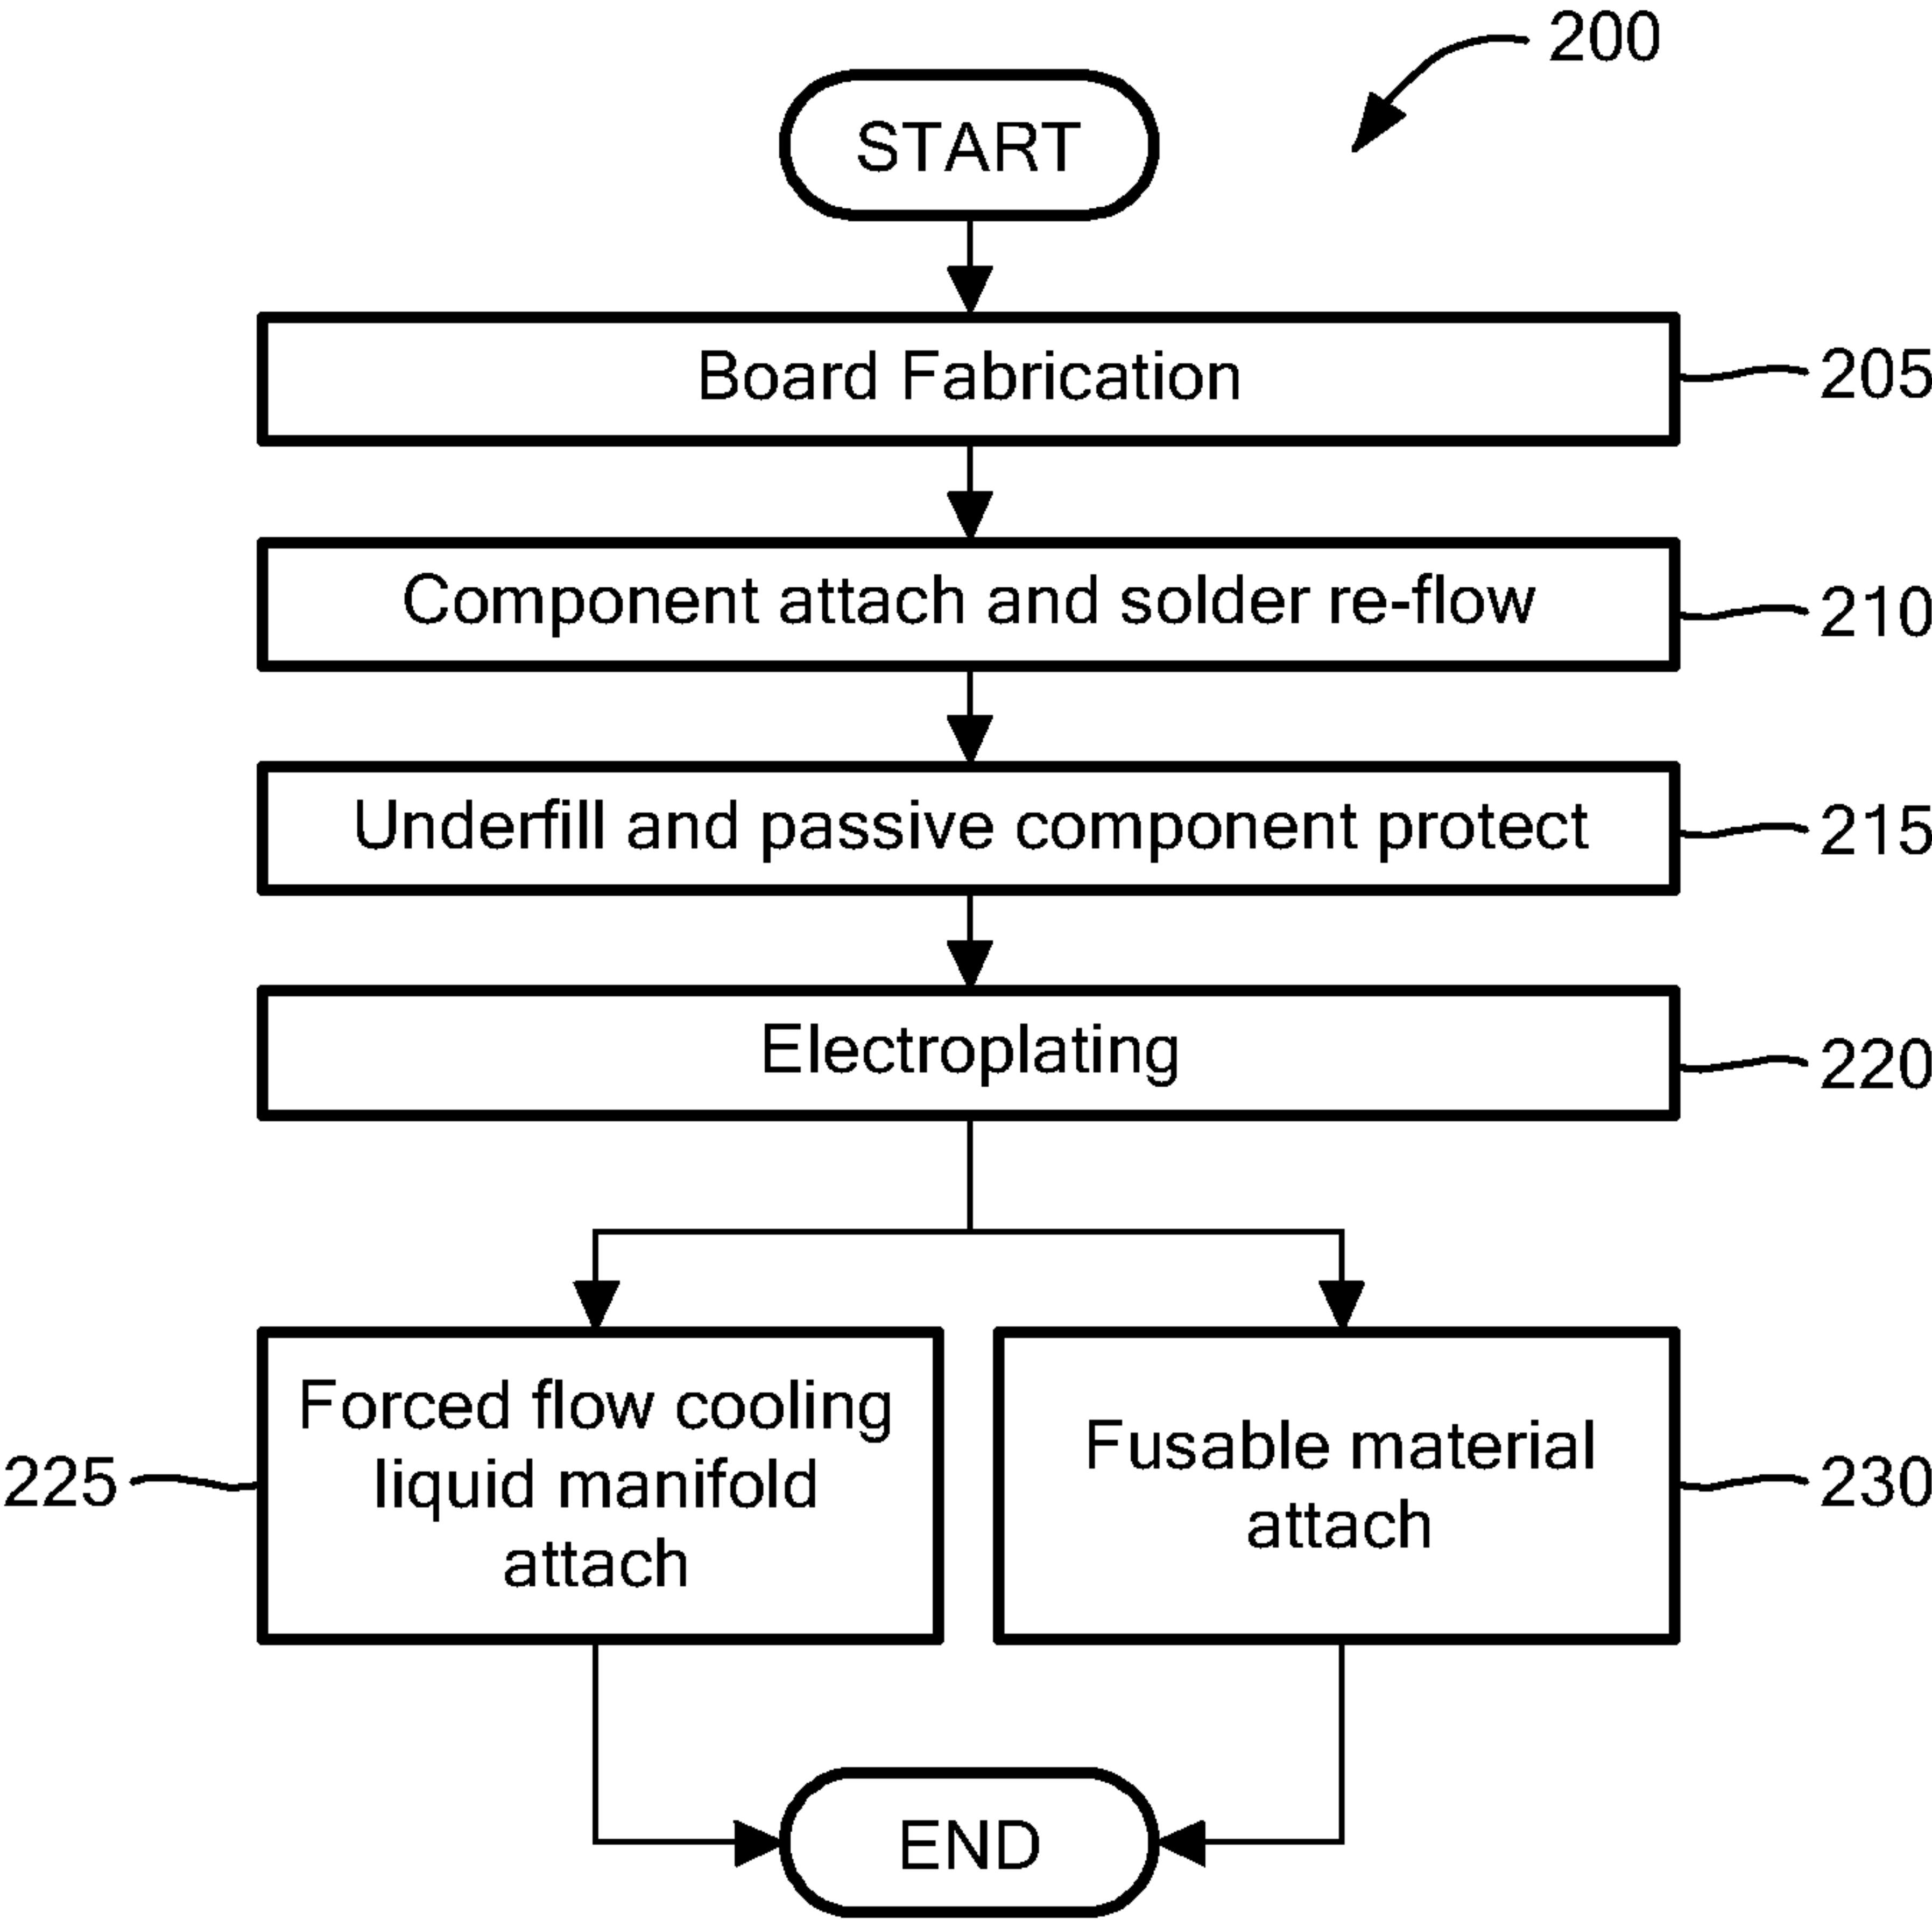 200
START
Board Fabrication
205
Component attach and solder re-flow
210
Underfill and passive component protect
215
Electroplating
220
Forced flow cooling
liquid manifold
attach
225
Fusable material
attach
230
END